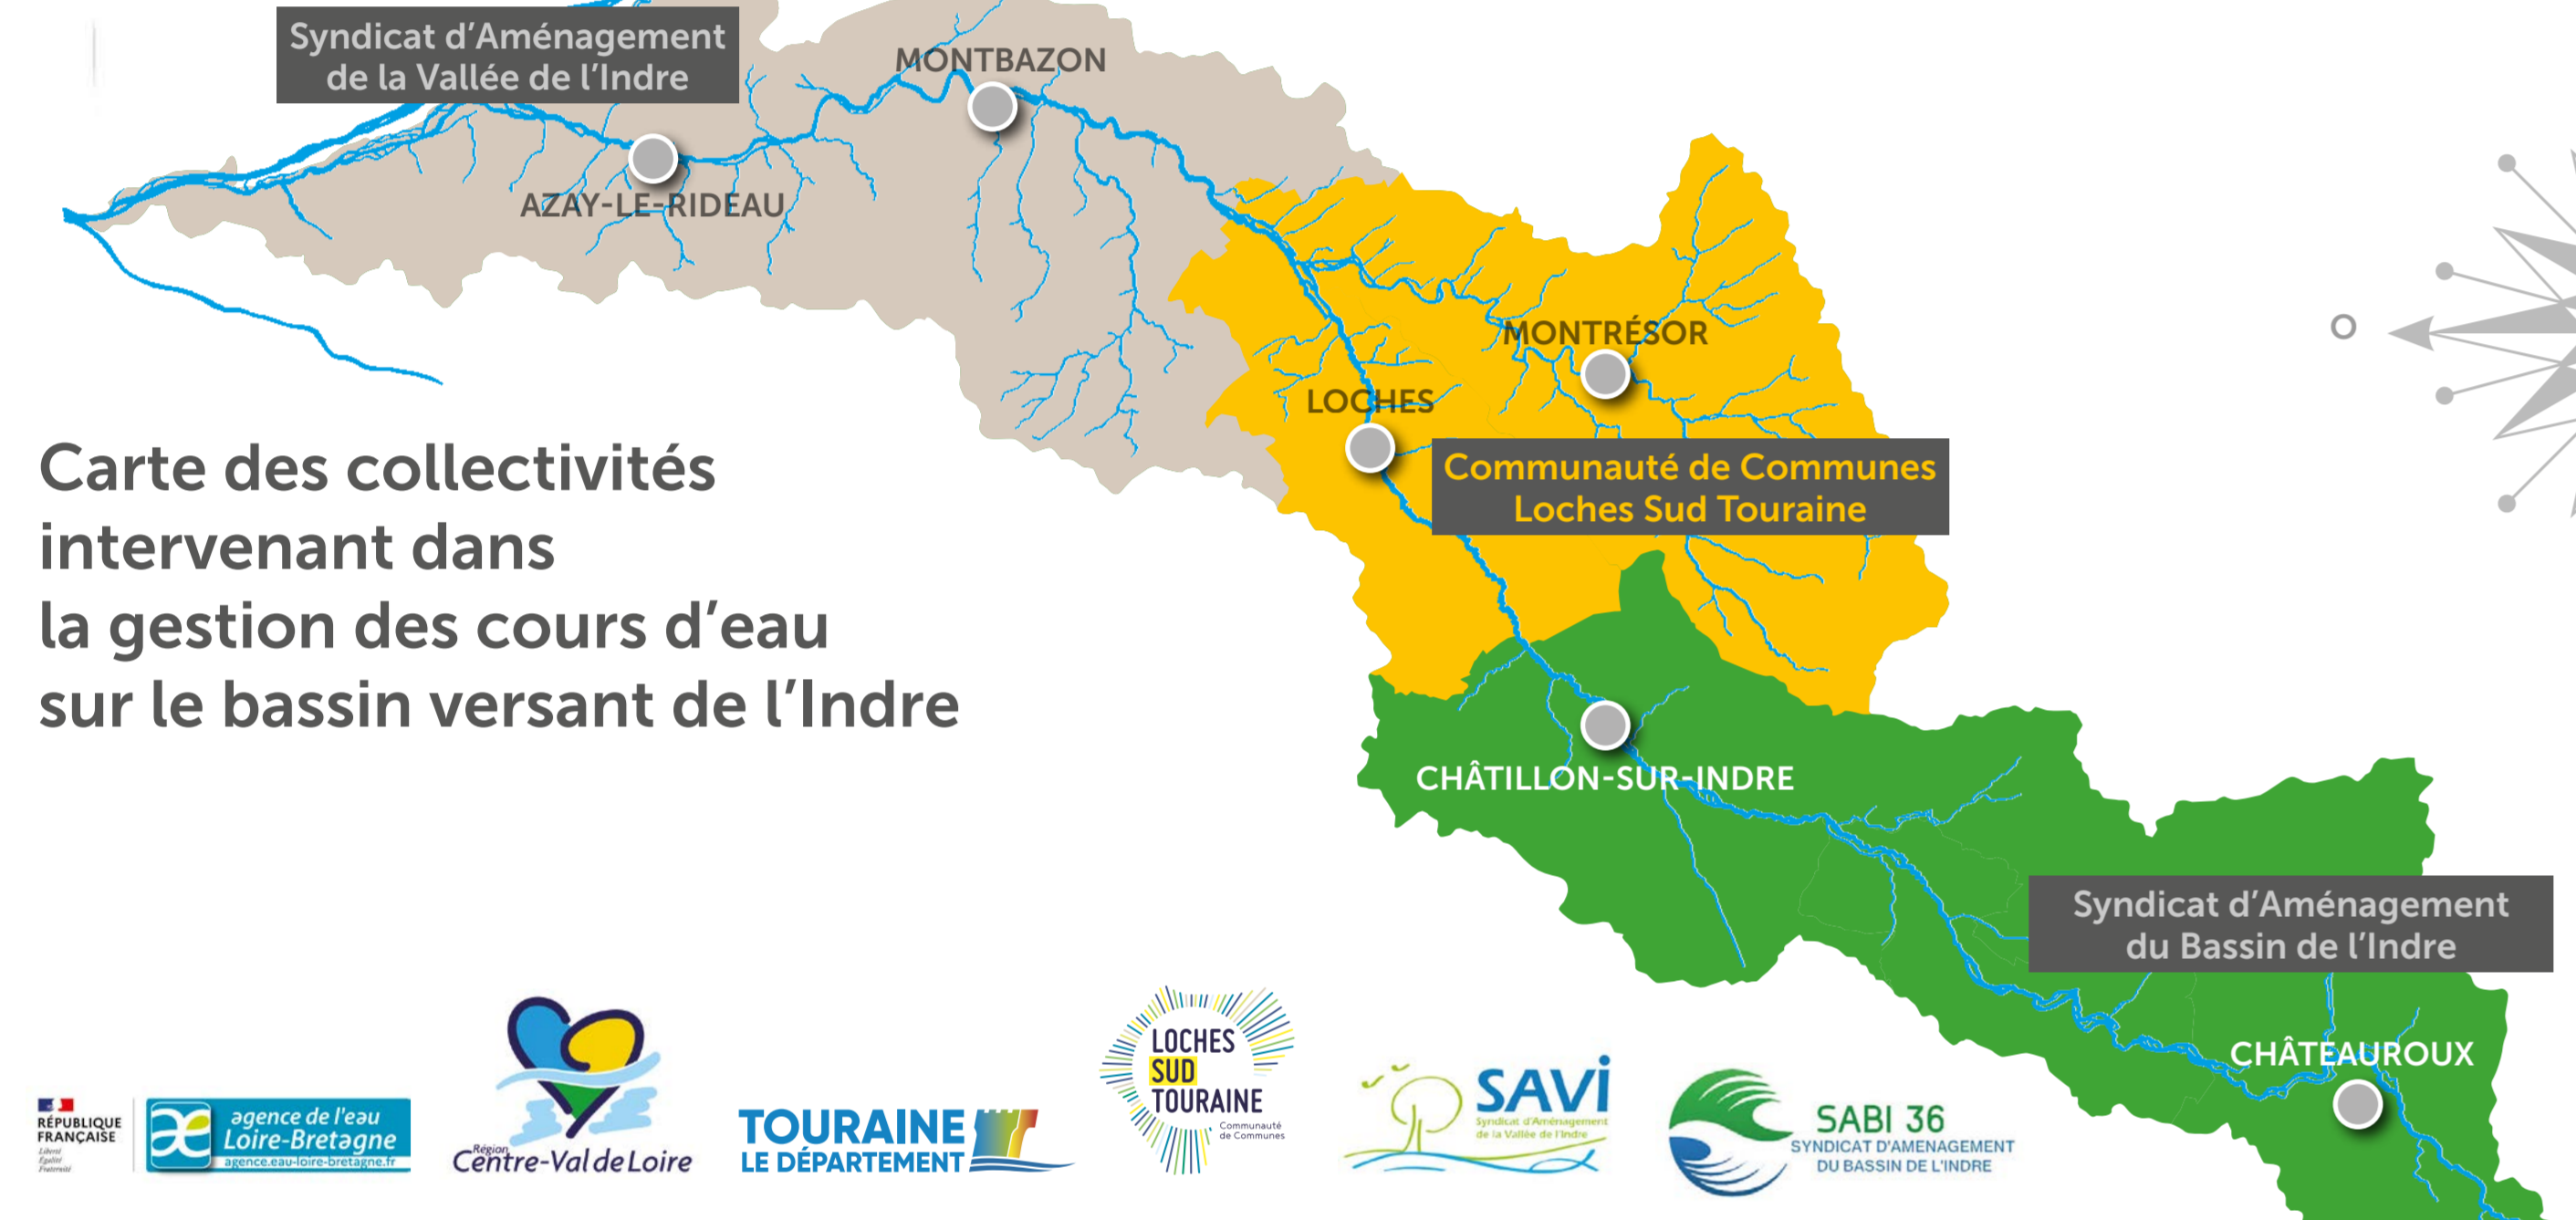 Syndicat d'Aménagement
de la Vallée de l'Indre
MONTBAZON
AZAY-LE-RIDEAU
MONTRÉSOR
LOCHES
Communauté de Communes
Loches Sud Touraine
O
Carte des collectivités
intervenant dans
la gestion des cours d'eau
sur le bassin versant de l'Indre
CHÂTILLON-SUR-INDRE
Syndicat d'Aménagement
du Bassin de l'Indre
CHÂTEAUROUX
RÉPUBLIQUE
FRANÇAISE
Liberté
Égalité
Fraternité
agence de l'eau
Loire-Bretagne
agence.eau-loire-bretagne.fr
Région
Centre-Val de Loire
TOURAINE
LE DÉPARTEMENT
LOCHES
SUD
TOURAINE
Communauté
de Communes
SAVI
Syndicat d'Aménagement
de la Vallée de l'Indre
SABI 36
SYNDICAT D'AMENAGEMENT
DU BASSIN DE L'INDRE